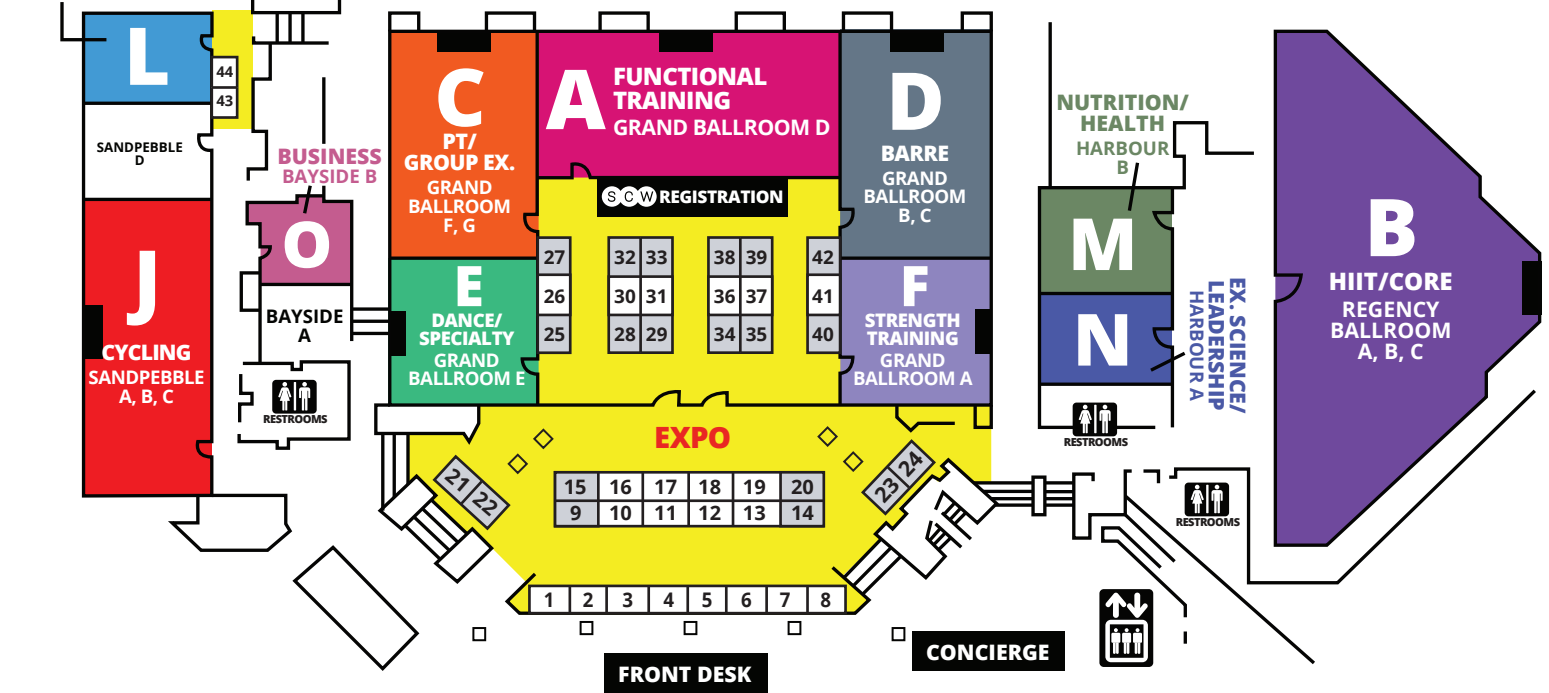 L
44
43
SANDPEBBLE
D
J
CYCLING
SANDPEBBLE
A, B, C
BUSINESS
BAYSIDE B
O
BAYSIDE
A
RESTROOMS
C
PT/
GROUP EX.
GRAND
BALLROOM
F, G
E
DANCE/
SPECIALTY
GRAND
BALLROOM E
A
FUNCTIONAL
TRAINING
GRAND BALLROOM D
SCW REGISTRATION
D
BARRE
GRAND
BALLROOM
B, C
F
STRENGTH
TRAINING
GRAND
BALLROOM A
27 32 33 38 39 42
26 30 31 36 37 41
25 28 29 34 35 40
EXPO
21
22
23
24
15 16 17 18 19 20
9 10 11 12 13 14
1 2 3 4 5 6 7 8
FRONT DESK
CONCIERGE
NUTRITION/
HEALTH
HARBOUR
B
M
N
EX. SCIENCE/
LEADERSHIP
HARBOUR A
RESTROOMS
RESTROOMS
B
HIIT/CORE
REGENCY
BALLROOM
A, B, C